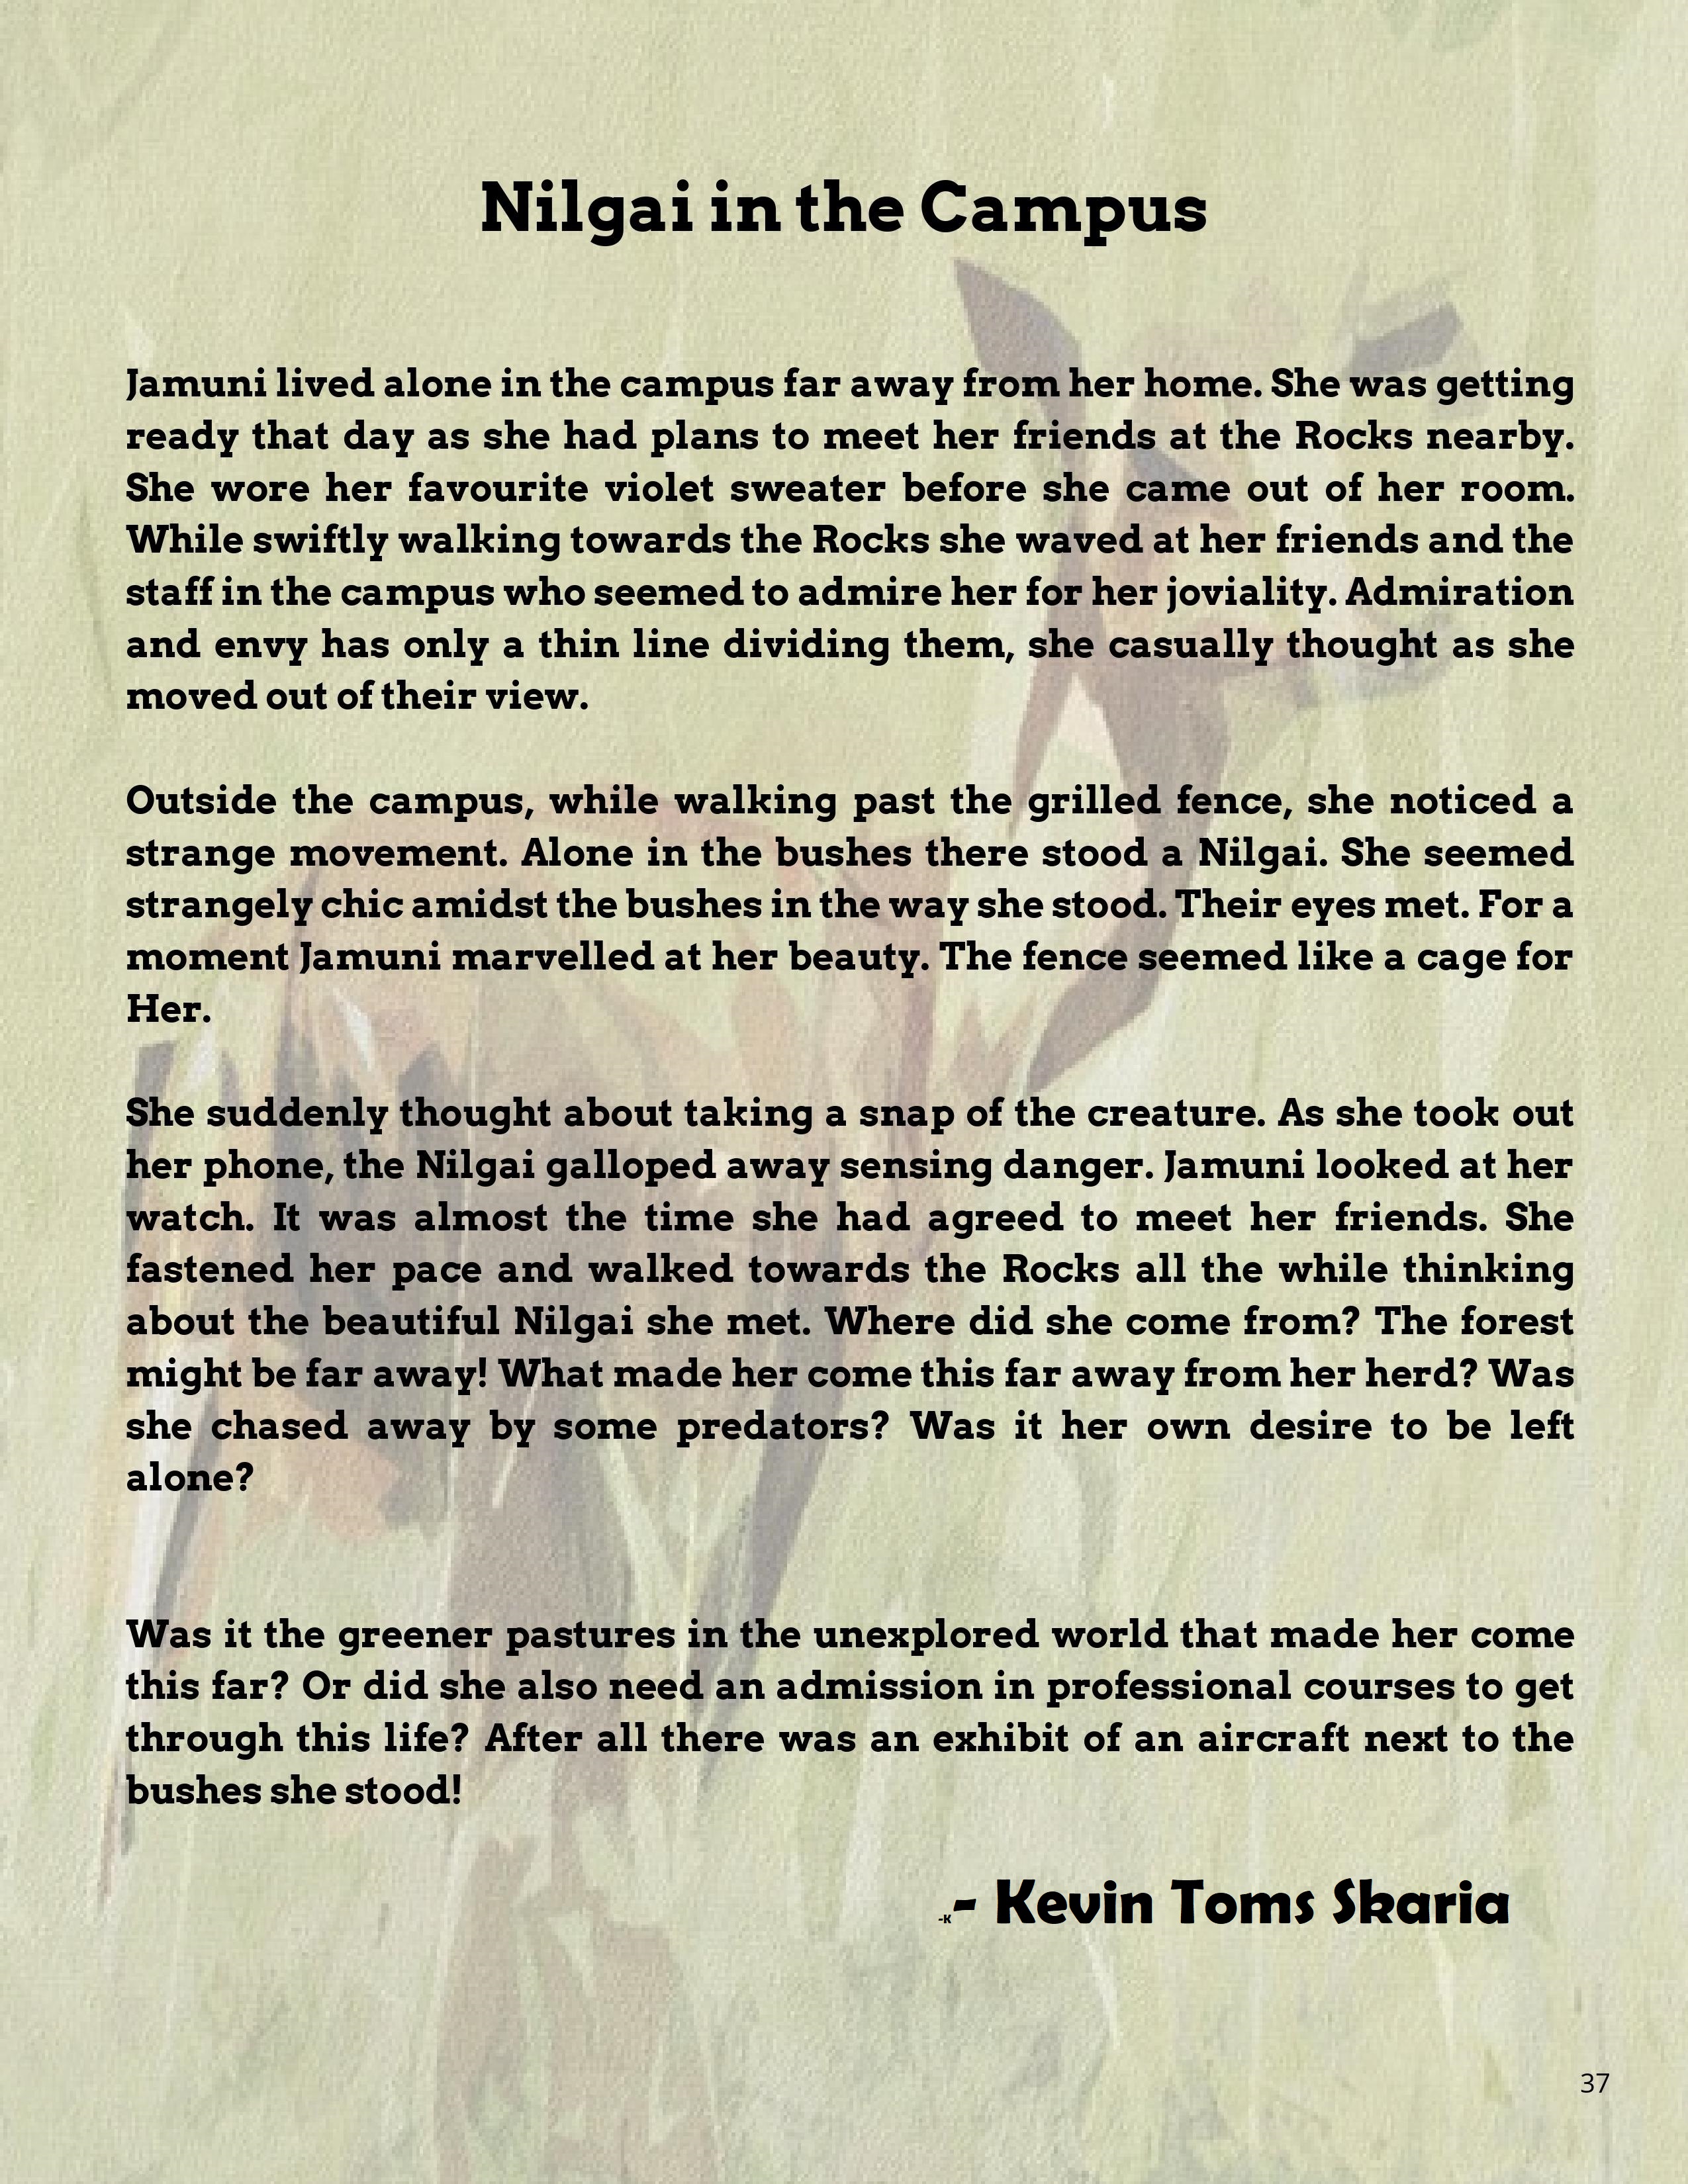 Nilgai in the Campus
Jamuni lived alone in the campus far away from her home. She was getting
ready that day as she had plans to meet her friends at the Rocks nearby.
She wore her favourite violet sweater before she came out of her room.
While swiftly walking towards the Rocks she waved at her friends and the
staff in the campus who seemed to admire her for her joviality. Admiration
and envy has only a thin line dividing them, she casually thought as she
moved out of their view.
Outside the campus, while walking past the grilled fence, she noticed a
strange movement. Alone in the bushes there stood a Nilgai. She seemed
strangely chic amidst the bushes in the way she stood. Their eyes met. For a
moment Jamuni marvelled at her beauty. The fence seemed like a cage for
Her.
She suddenly thought about taking a snap of the creature. As she took out
her phone, the Nilgai galloped away sensing danger. Jamuni looked at her
watch. It was almost the time she had agreed to meet her friends. She
fastened her pace and walked towards the Rocks all the while thinking
about the beautiful Nilgai she met. Where did she come from? The forest
might be far away! What made her come this far away from her herd? Was
she chased away by some predators? Was it her own desire to be left
alone?
Was it the greener pastures in the unexplored world that made her come
this far? Or did she also need an admission in professional courses to get
through this life? After all there was an exhibit of an aircraft next to the
bushes she stood!
-K- Kevin Toms Skaria
37